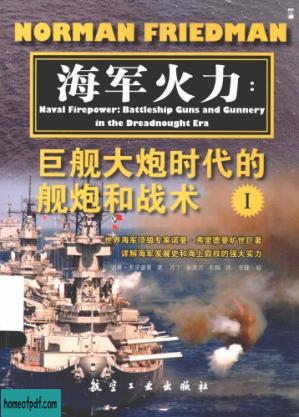 NORMAN FRIEDMAN
海军火力:
Naval Firepower: Battleship Guns and Gunnery
in the Dreadnought Era
巨舰大炮时代的
舰炮和战术
I
世界海军顶级专家诺曼·弗里德曼旷世巨著
详解海军发展史和海上霸权的强大实力
航空工业出版社
homeofpdf.com